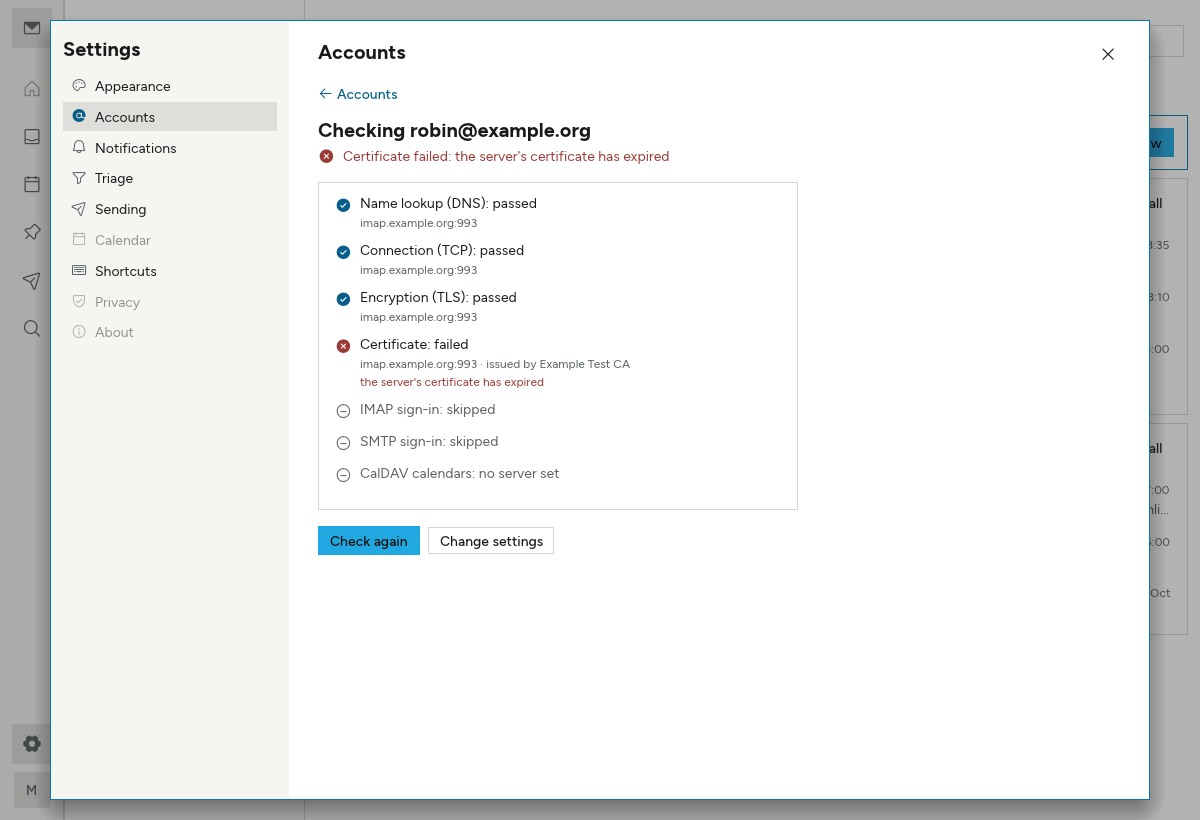 Settings
Appearance
Accounts
Notifications
Triage
Sending
Calendar
Shortcuts
Privacy
About
M
Accounts
← Accounts
Checking robin@example.org
Certificate failed: the server's certificate has expired
Name lookup (DNS): passed
imap.example.org:993
Connection (TCP): passed
imap.example.org:993
Encryption (TLS): passed
imap.example.org:993
Certificate: failed
imap.example.org:993 · issued by Example Test CA
the server's certificate has expired
IMAP sign-in: skipped
SMTP sign-in: skipped
CalDAV calendars: no server set
Check again
Change settings
Oct